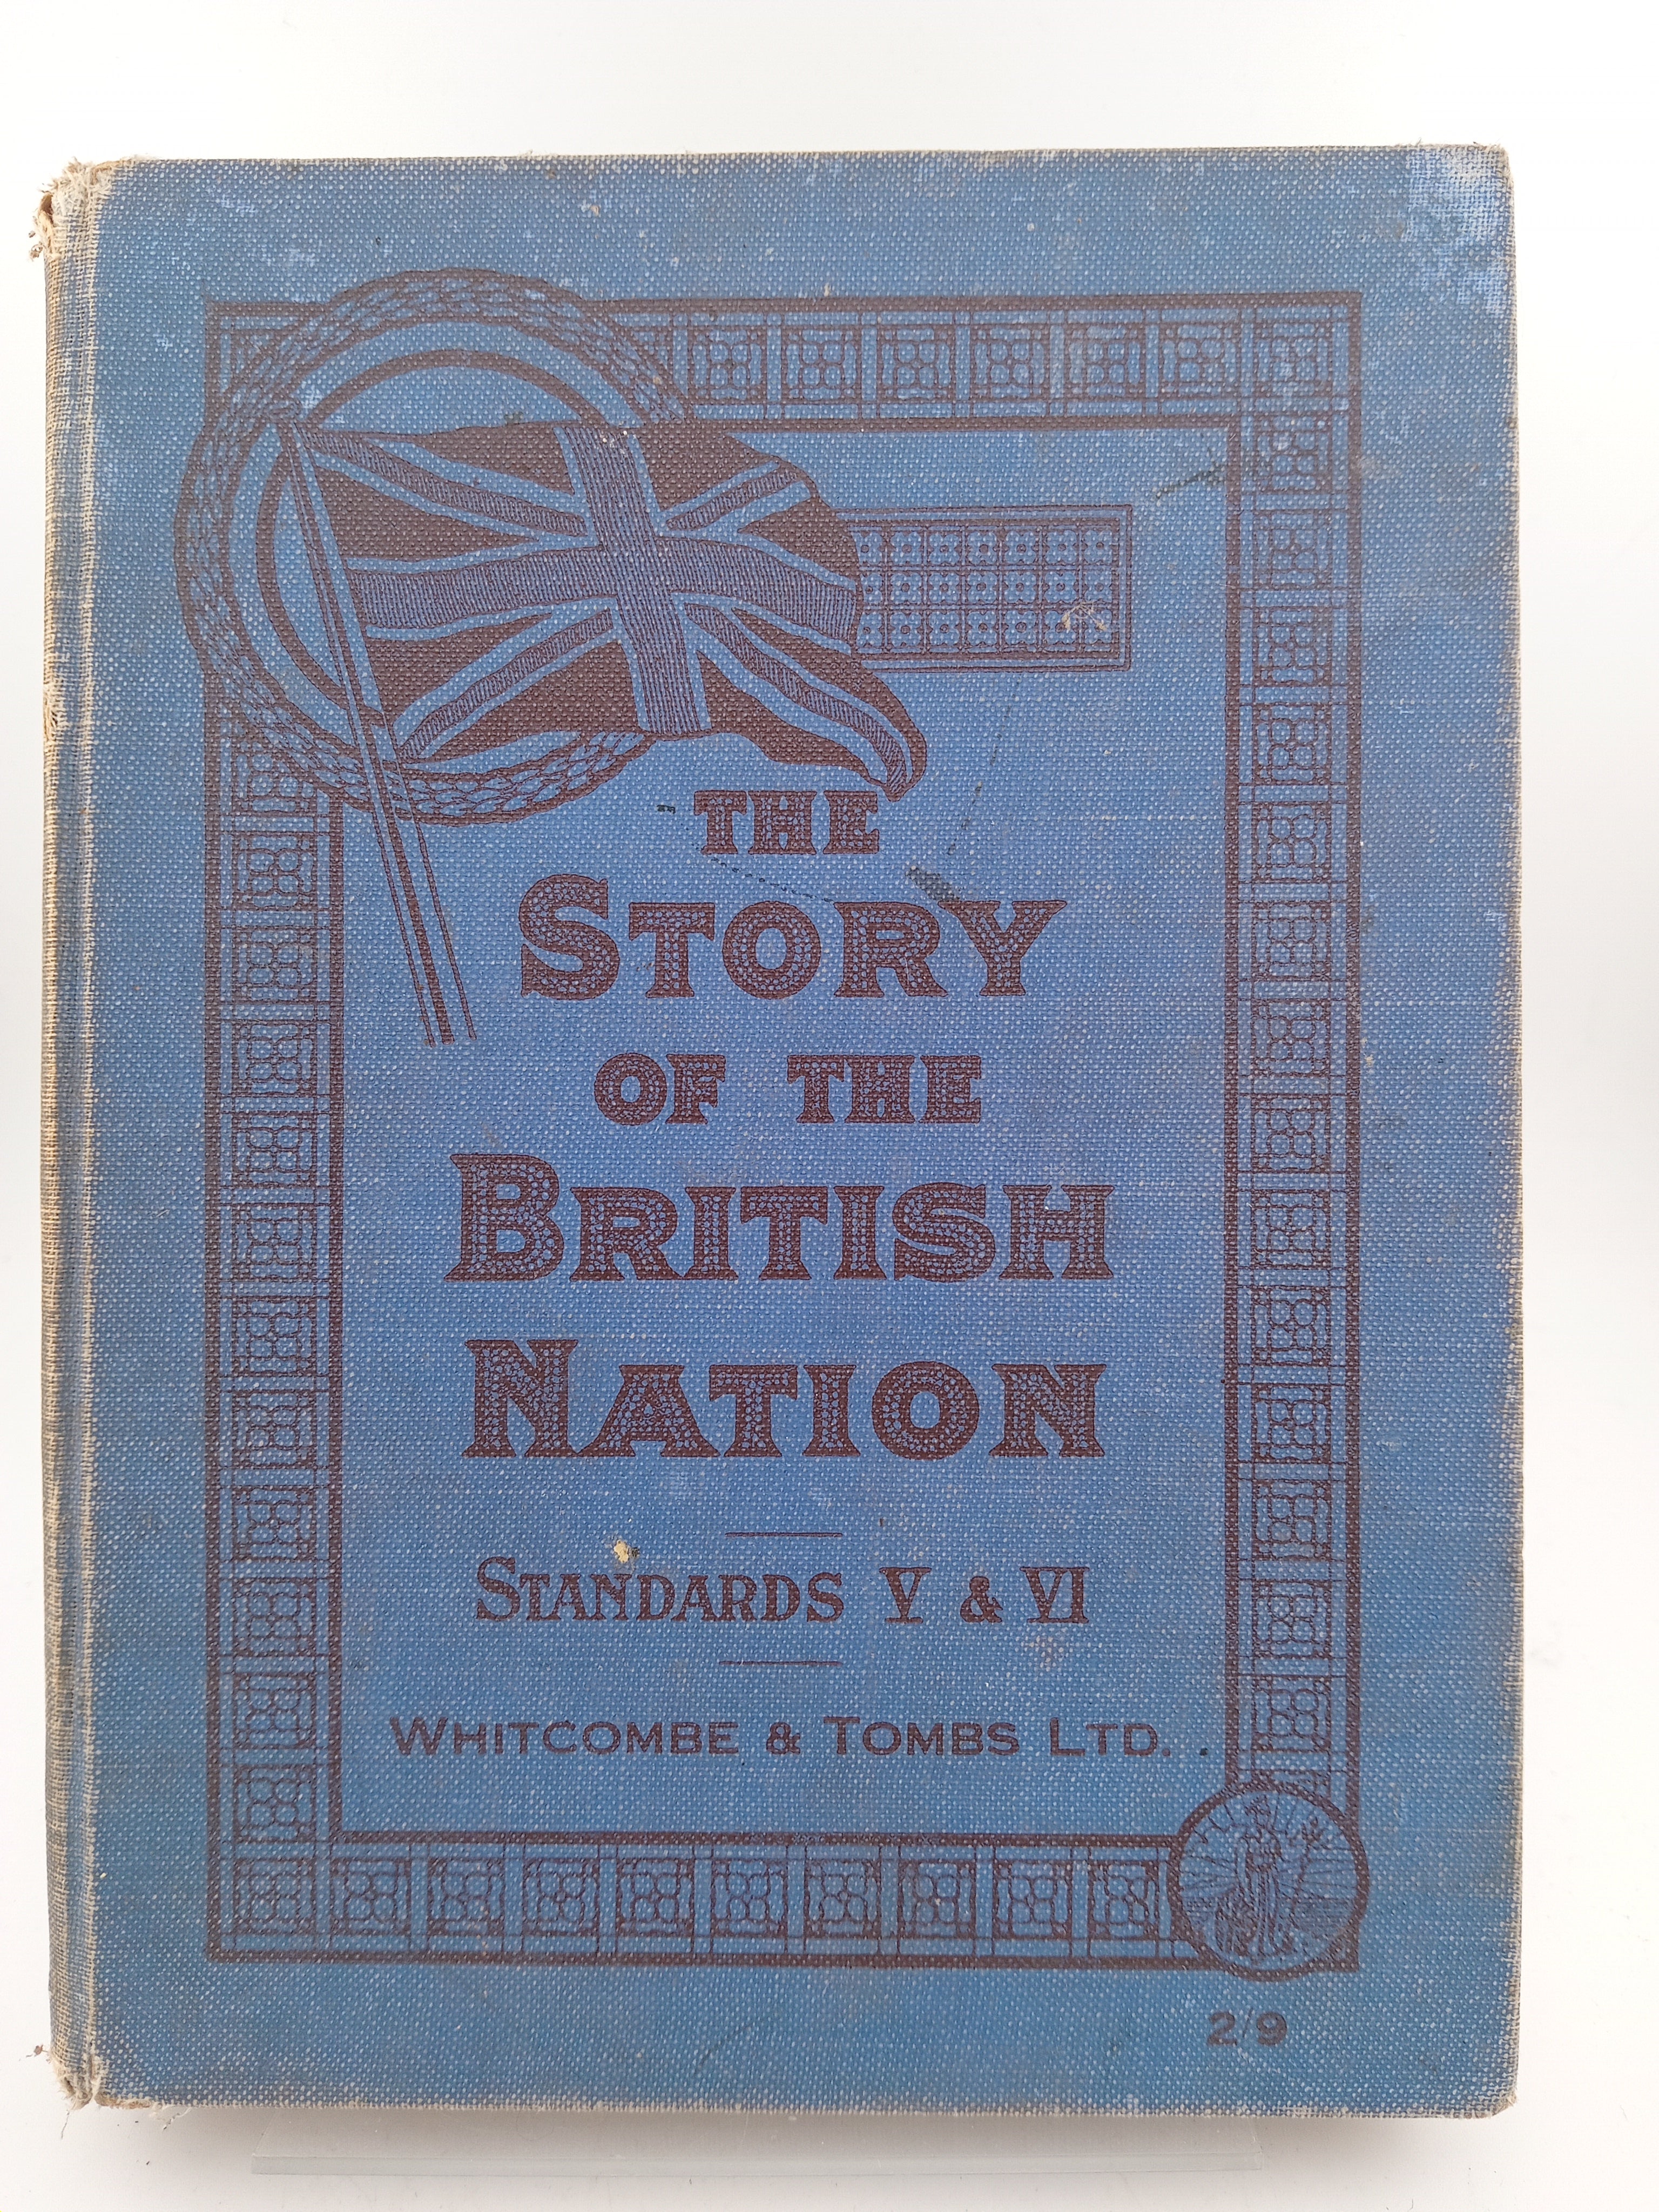 THE
STORY
OF THE
BRITISH
NATION
STANDARDS V & VI
WHITCOMBE & TOMBS LTD.
2/9